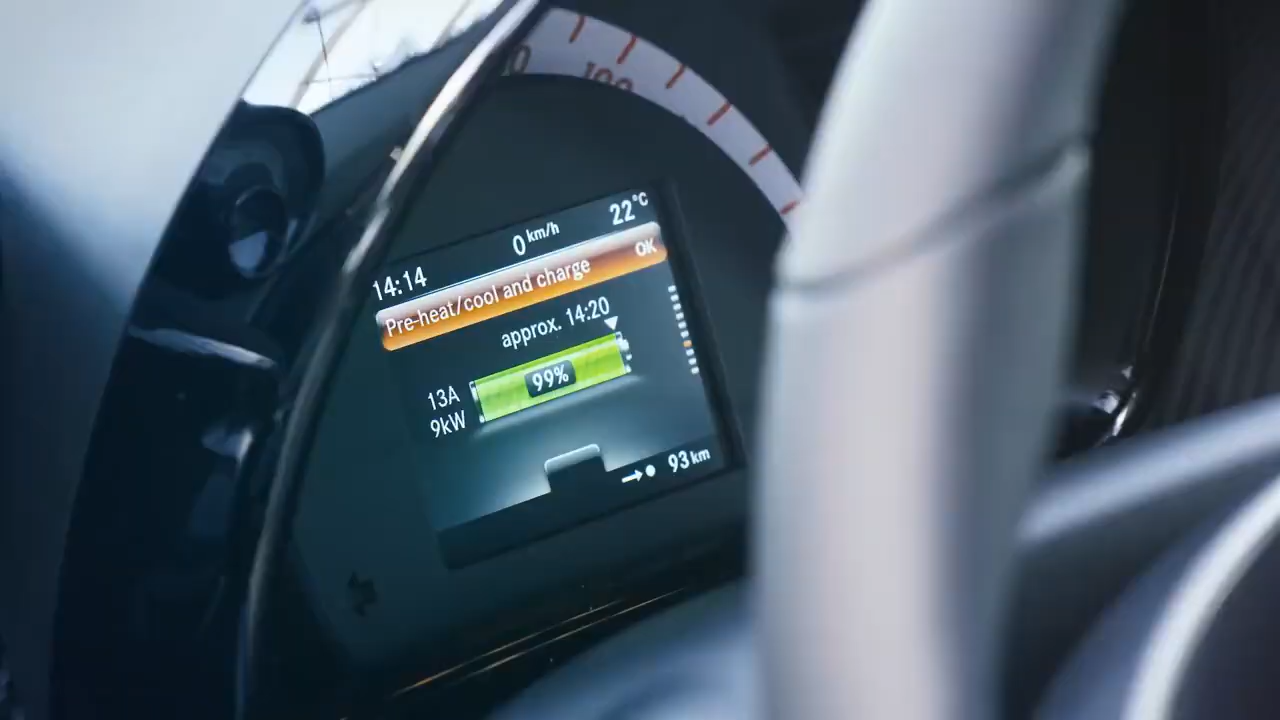 100
14:14 0 km/h 22°C
Pre-heat/cool and charge OK
approx. 14:20
99%
13A
9kW
93 km